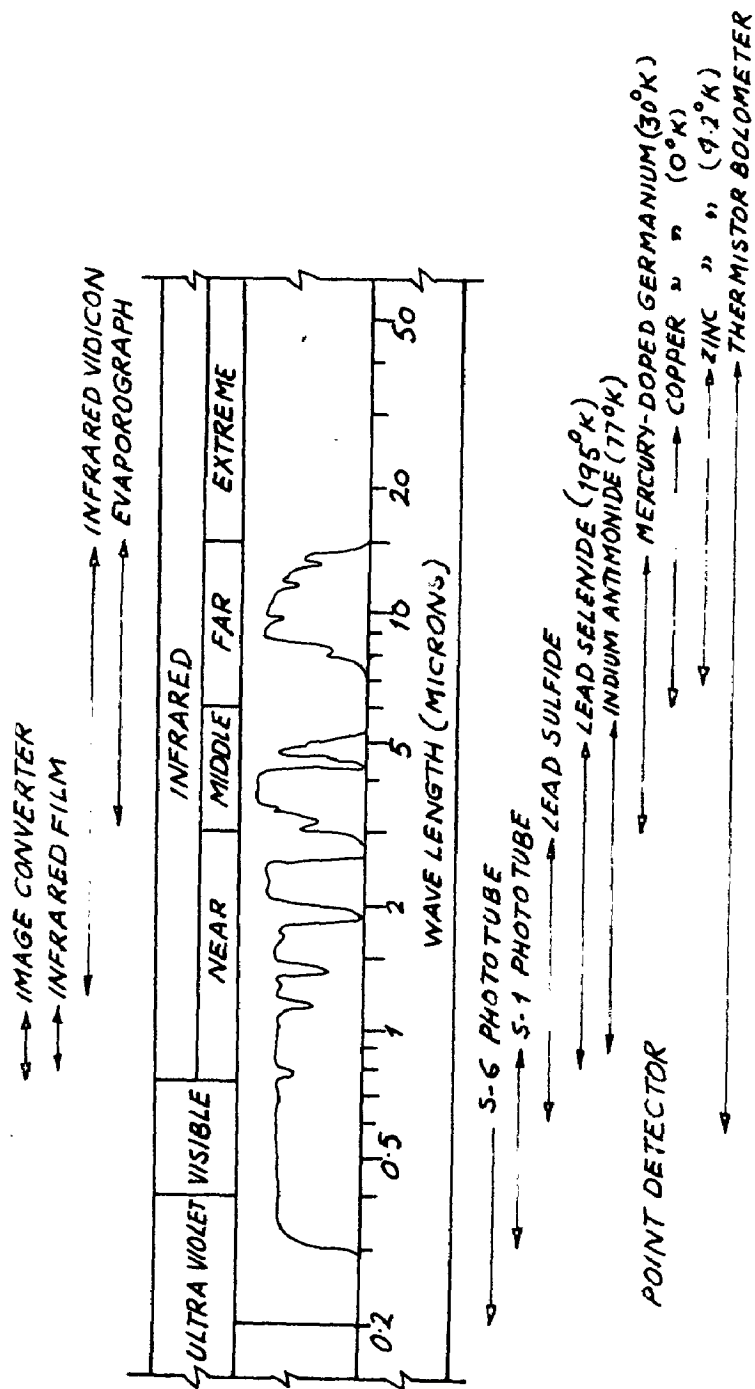 IMAGE CONVERTER
INFRARED FILM
INFRARED VIDICON
EVAPOROGRAPH
ULTRA VIOLET VISIBLE INFRARED
NEAR MIDDLE FAR EXTREME
0.2 0.5 1 2 5 10 20 50
WAVE LENGTH (MICRONS)
S-6 PHOTOTUBE
S-1 PHOTOTUBE
LEAD SULFIDE
LEAD SELENIDE (195°K)
INDIUM ANTIMONIDE (77°K)
POINT DETECTOR
MERCURY-DOPED GERMANIUM (30°K)
COPPER " " (0°K)
ZINC " " (4.2°K)
THERMISTOR BOLOMETER